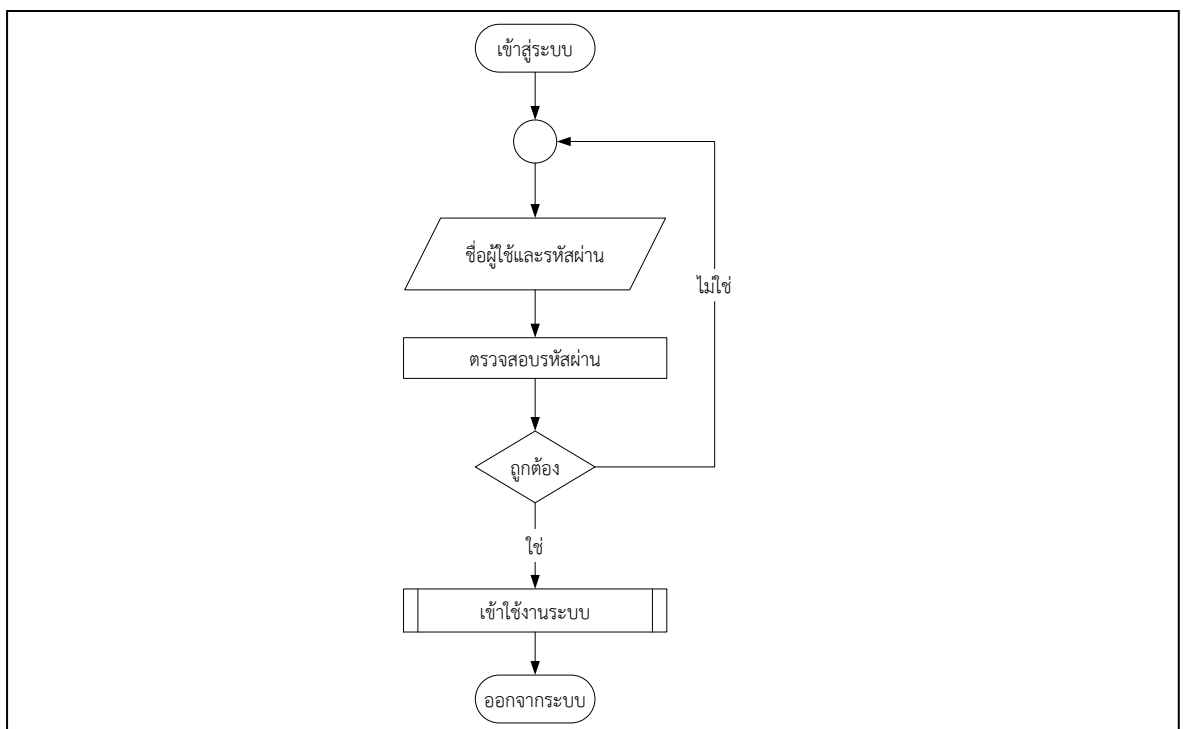 เข้าสู่ระบบ
ชื่อผู้ใช้และรหัสผ่าน
ไม่ใช่
ตรวจสอบรหัสผ่าน
ถูกต้อง
ใช่
เข้าใช้งานระบบ
ออกจากระบบ